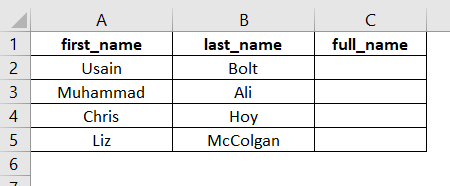 A B C
1 first_name last_name full_name
2 Usain Bolt
3 Muhammad Ali
4 Chris Hoy
5 Liz McColgan
6
7